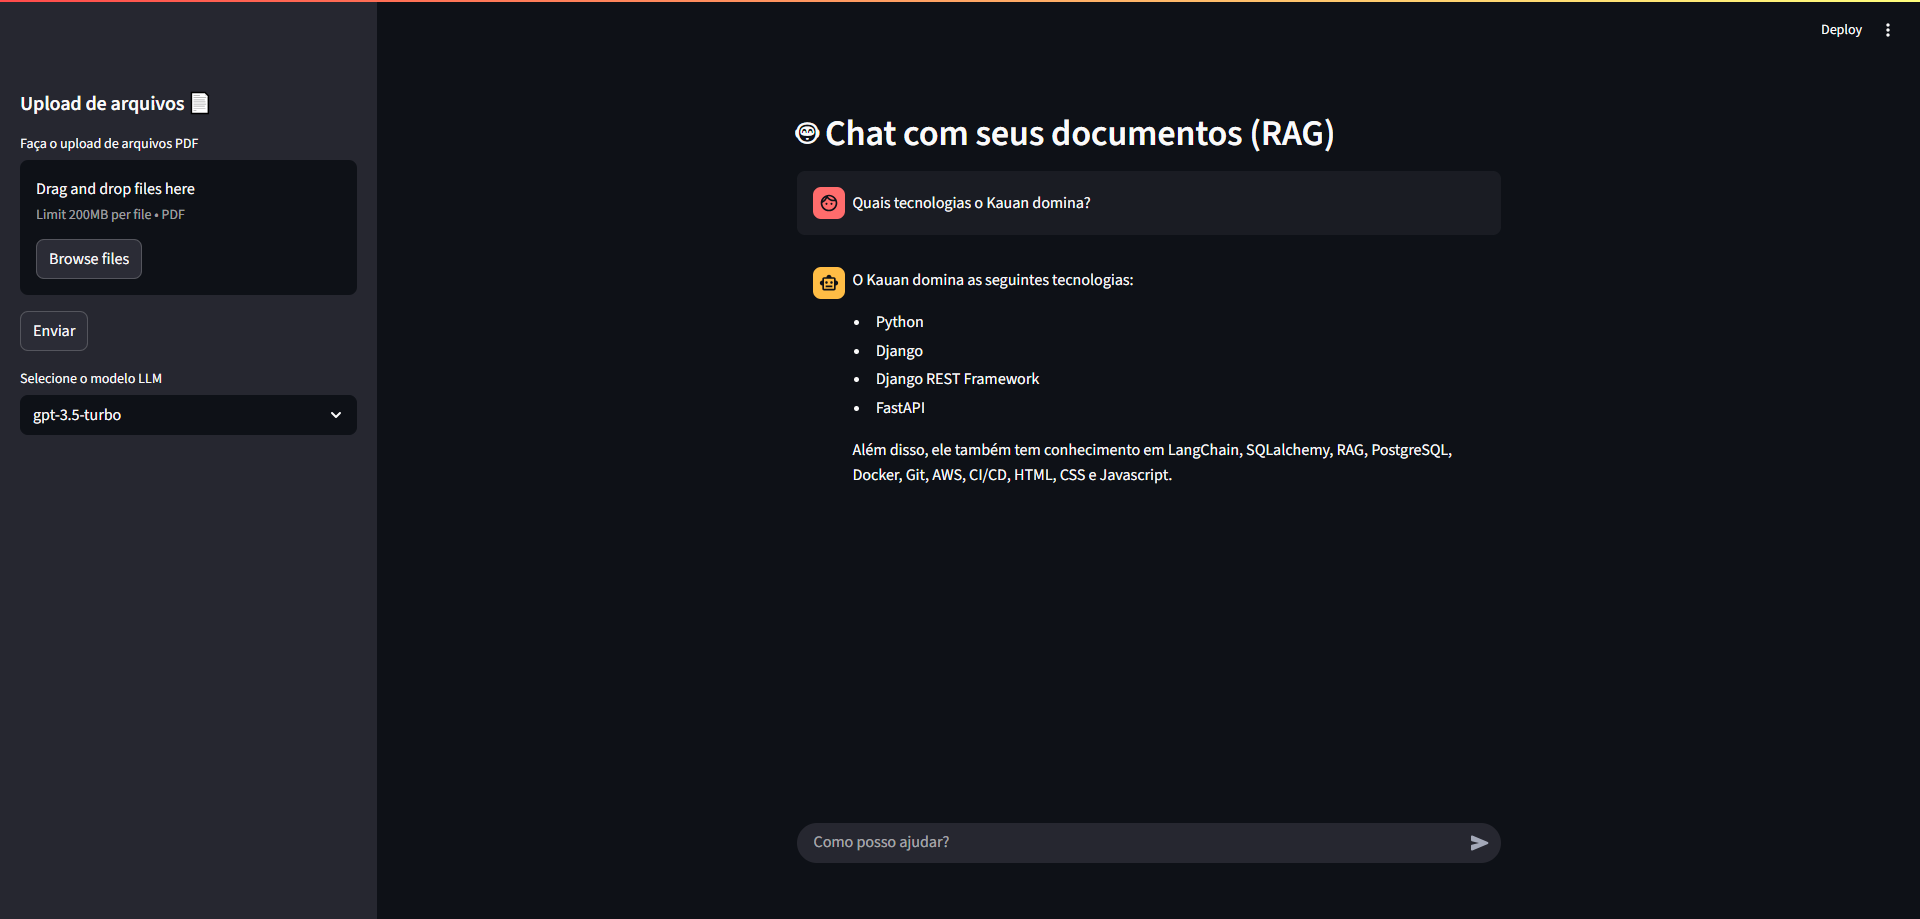 Deploy
Upload de arquivos
Faça o upload de arquivos PDF
Drag and drop files here
Limit 200MB per file • PDF
Browse files
Enviar
Selecione o modelo LLM
gpt-3.5-turbo
Chat com seus documentos (RAG)
Quais tecnologias o Kauan domina?
O Kauan domina as seguintes tecnologias:
• Python
• Django
• Django REST Framework
• FastAPI
Além disso, ele também tem conhecimento em LangChain, SQLalchemy, RAG, PostgreSQL,
Docker, Git, AWS, CI/CD, HTML, CSS e Javascript.
Como posso ajudar?